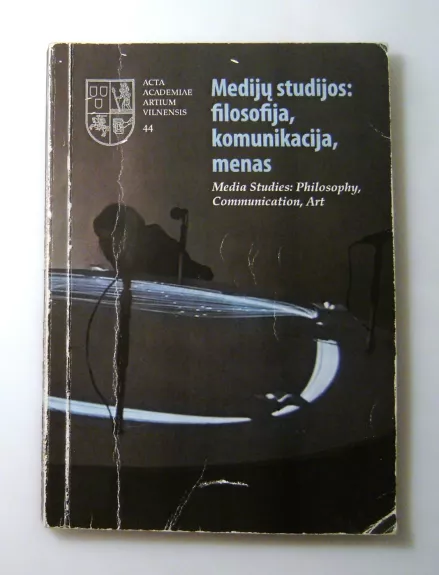 ACTA
ACADEMIAE
ARTIUM
VILNENSIS
44
Medijų studijos:
filosofija,
komunikacija,
menas
Media Studies: Philosophy,
Communication, Art